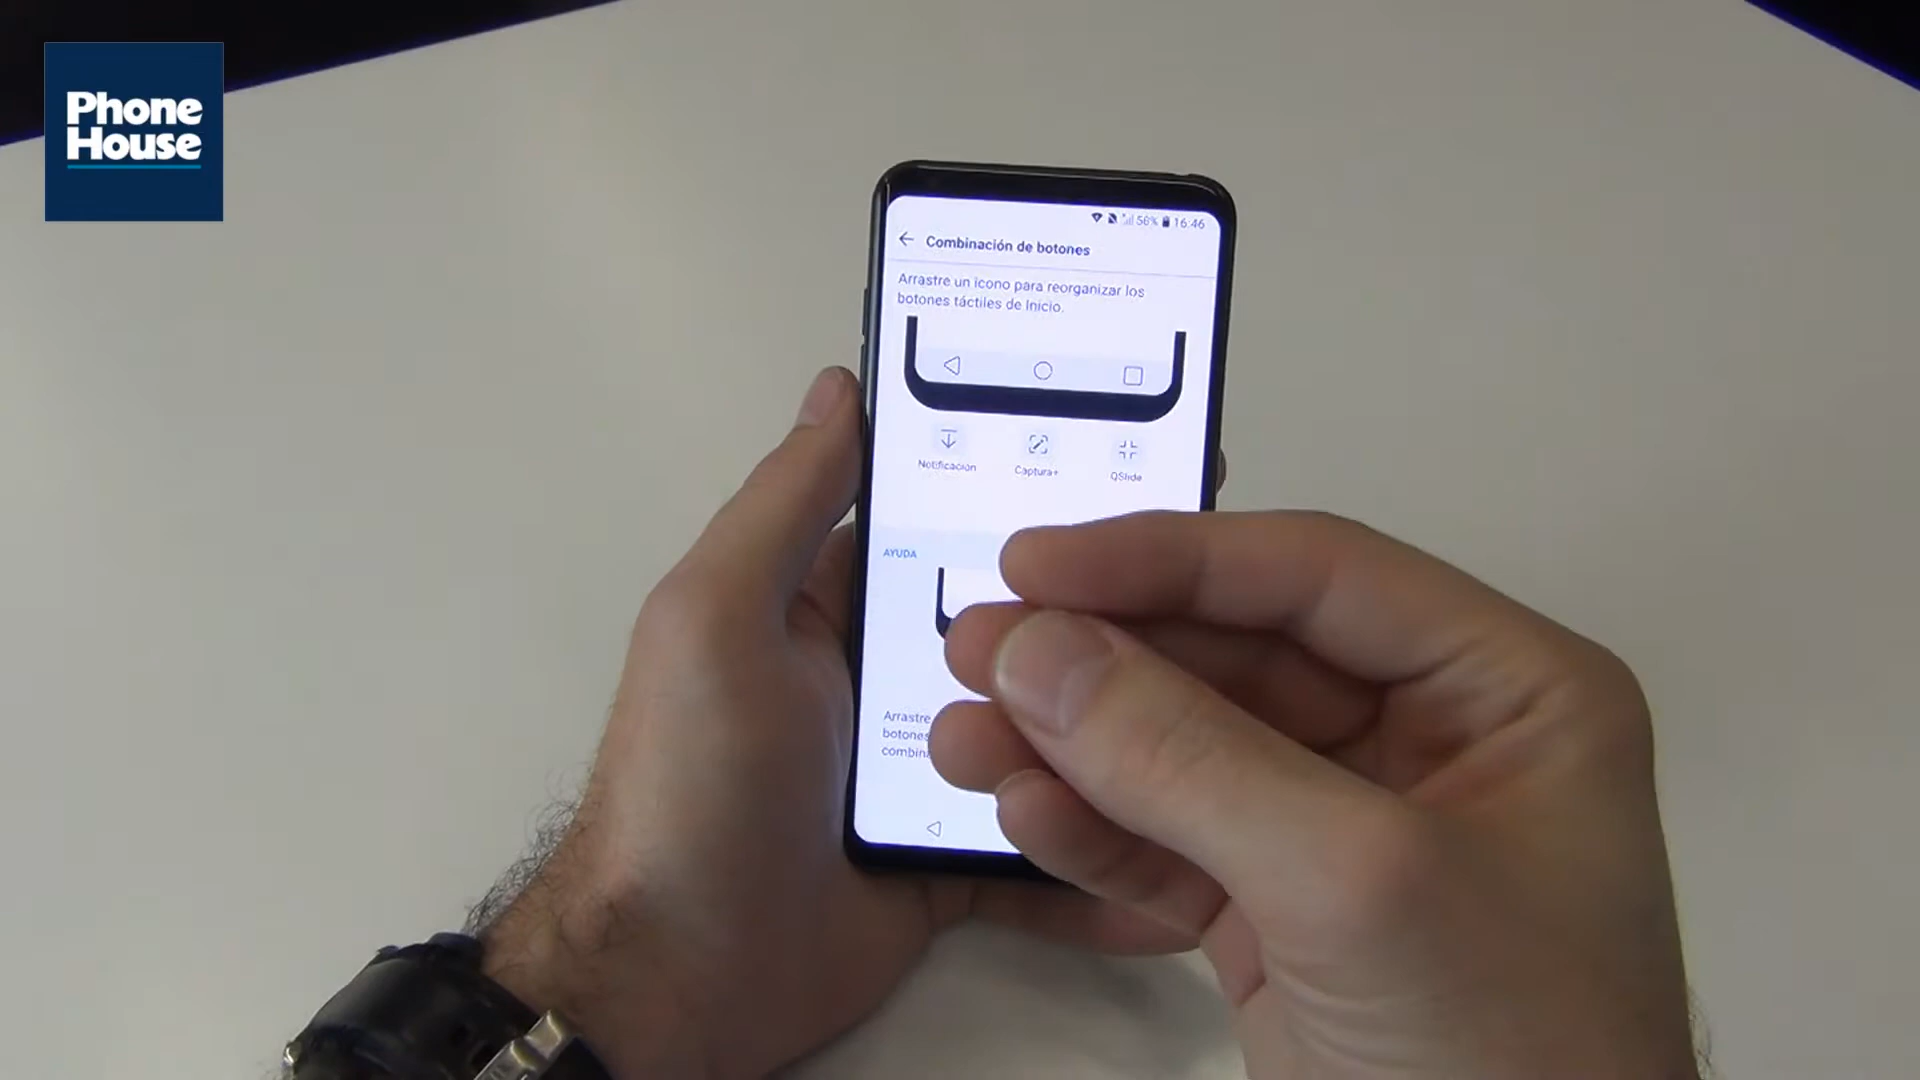 Phone
House
56% 16:46
Combinación de botones
Arrastre un icono para reorganizar los
botones táctiles de Inicio.
Notificación
Captura+
QSlide
AYUDA
Arrastre
botones
combin